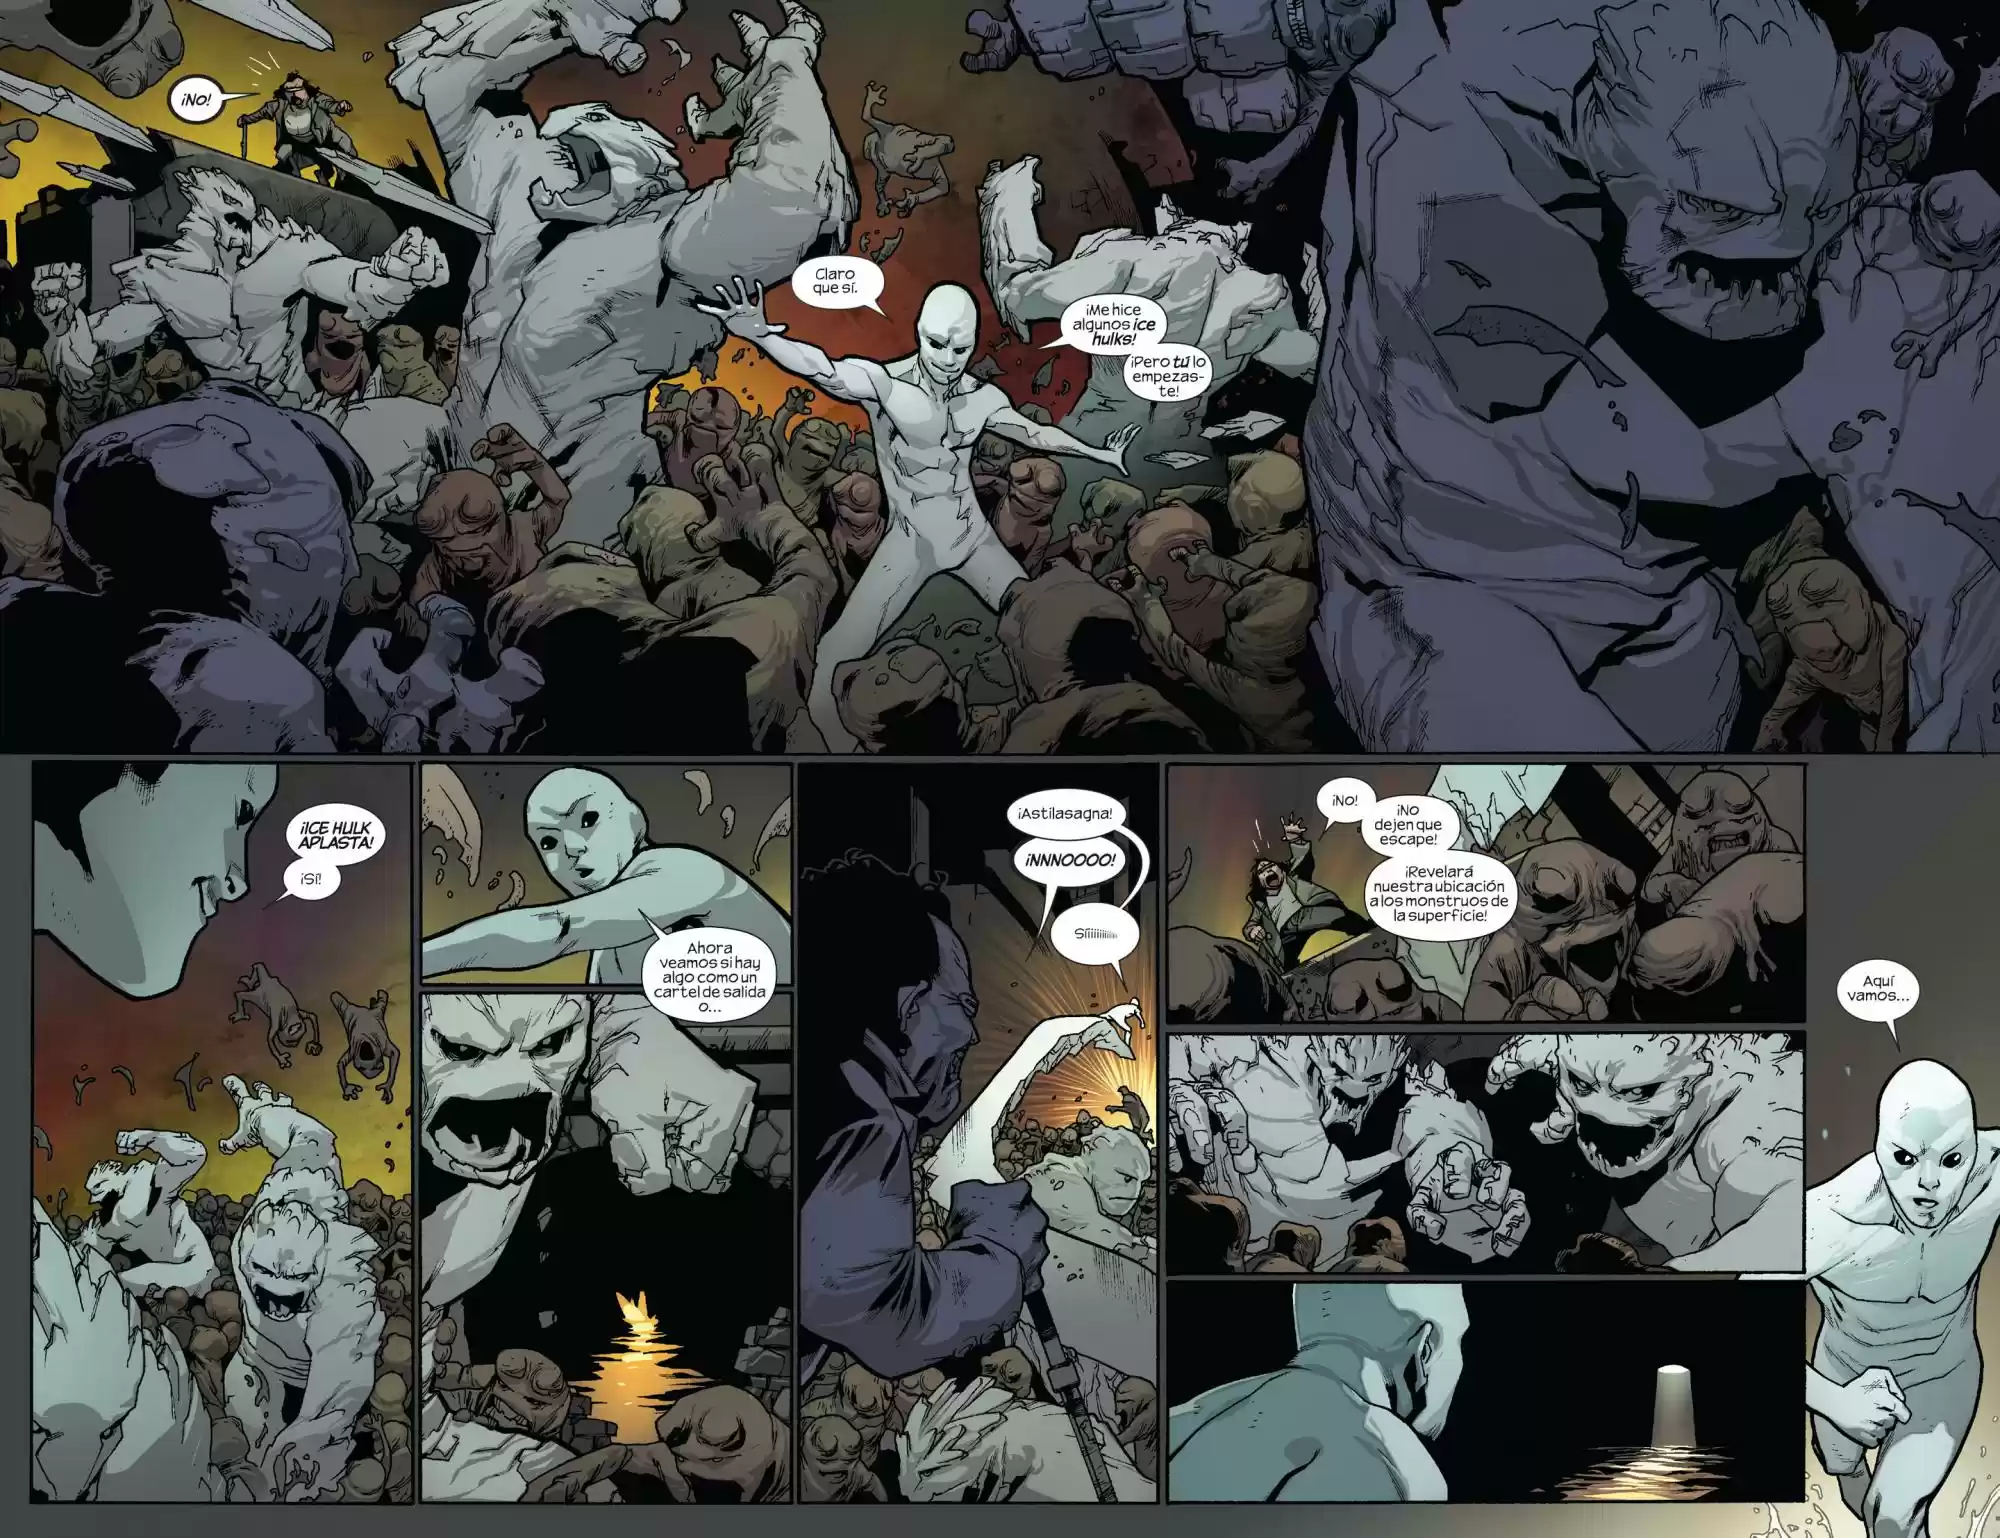 ¡NO!
Claro
que sí.
¡Me hice
algunos ice
hulks!
¡Pero tú lo
empezas-
te!
¡ICE HULK
APLASTA!
¡SÍ!
Ahora
veamos si hay
algo como un
cartel de salida
o...
¡Astilasagna!
¡NNNOOOO!
Síiiiiiiiiii
¡NO!
¡No
dejen que
escape!
¡Revelará
nuestra ubicación
a los monstruos de
la superficie!
Aquí
vamos...